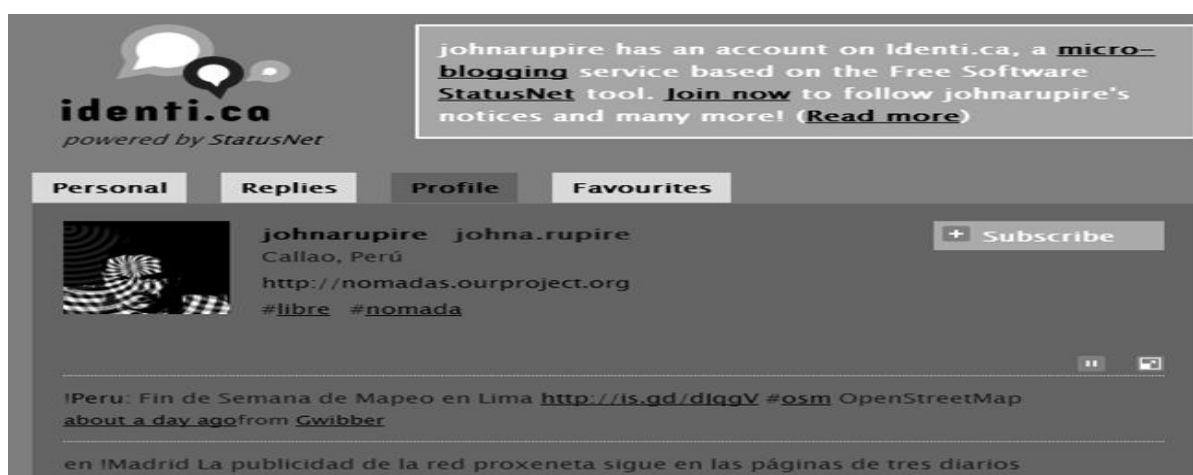 identi.ca
powered by StatusNet
johnarupire has an account on Identi.ca, a micro-
blogging service based on the Free Software
StatusNet tool. Join now to follow johnarupire's
notices and many more! (Read more)
Personal Replies Profile Favourites
johnarupire johna.rupire
Subscribe
Callao, Perú
http://nomadas.ourproject.org
#libre #nomada
!Peru: Fin de Semana de Mapeo en Lima http://is.gd/dIqgV #osm OpenStreetMap
about a day agofrom Gwibber
en !Madrid La publicidad de la red proxeneta sigue en las páginas de tres diarios